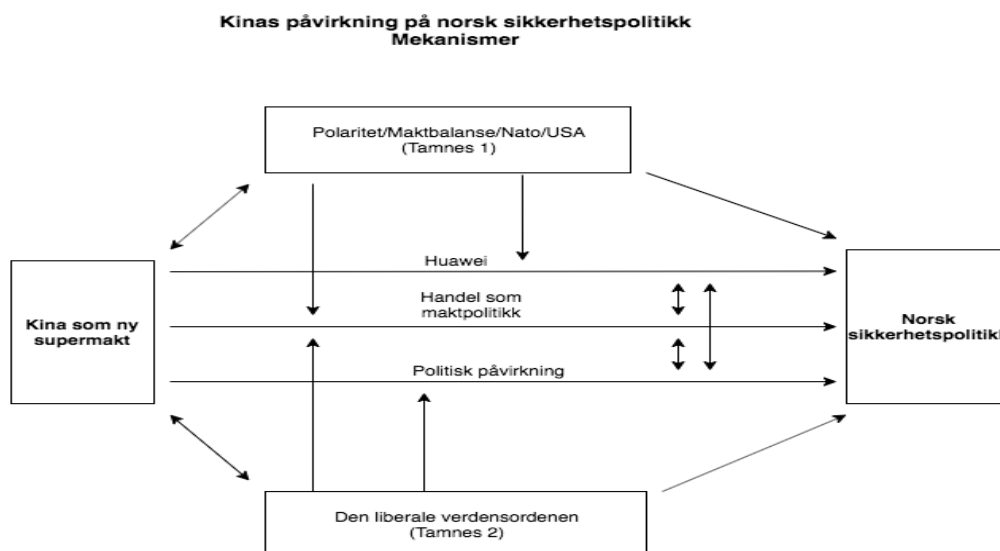 Kinas påvirkning på norsk sikkerhetspolitikk
Mekanismer
Polaritet/Maktbalanse/Nato/USA
(Tamnes 1)
Huawei
Handel som
maktpolitikk
Kina som ny
supermakt
Norsk
sikkerhetspolitikk
Politisk påvirkning
Den liberale verdensordenen
(Tamnes 2)